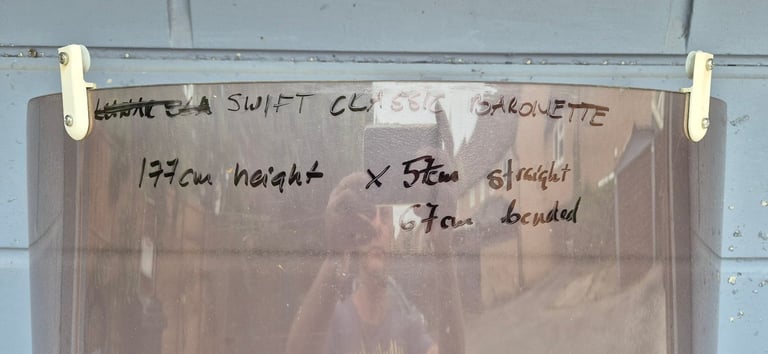 SWIFT CLASSIC BARONETTE
177cm height x 57cm straight
67cm bended